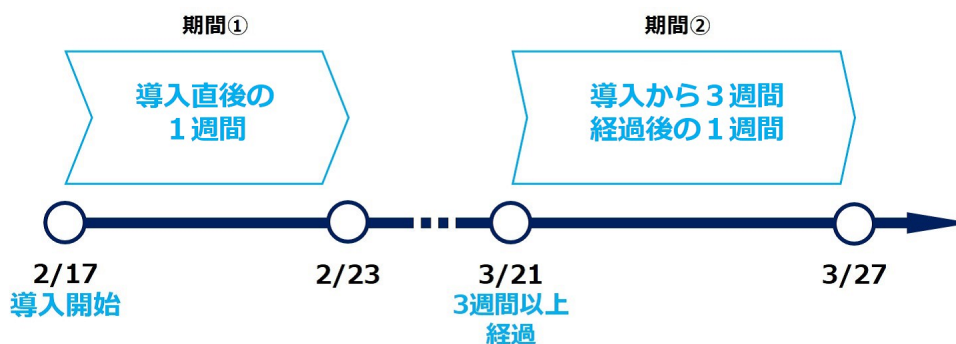 期間①
期間②
導入直後の
１週間
導入から３週間
経過後の１週間
2/17
2/23
3/21
3/27
導入開始
3週間以上
経過